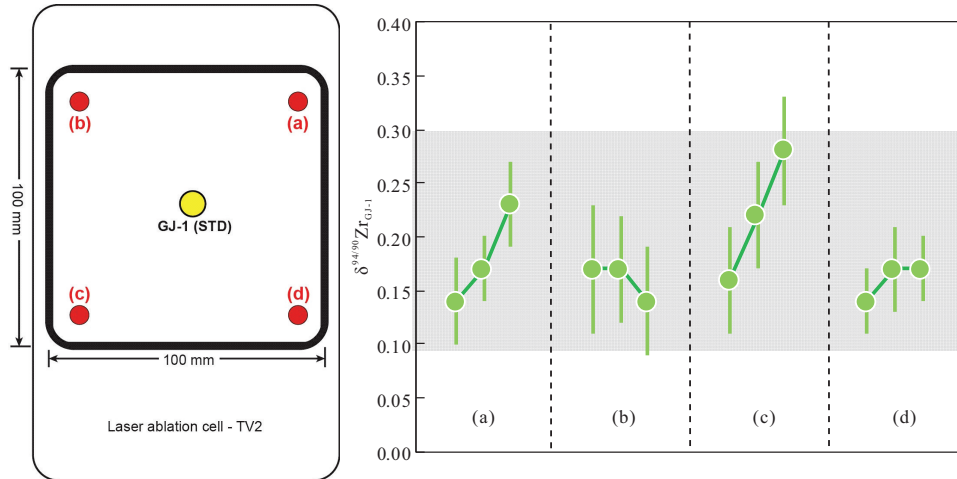 (b)
(a)
100 mm
GJ-1 (STD)
(c)
(d)
100 mm
Laser ablation cell - TV2
δ94/90ZrGJ-1
0.40
0.35
0.30
0.25
0.20
0.15
0.10
0.05
0.00
(a)
(b)
(c)
(d)